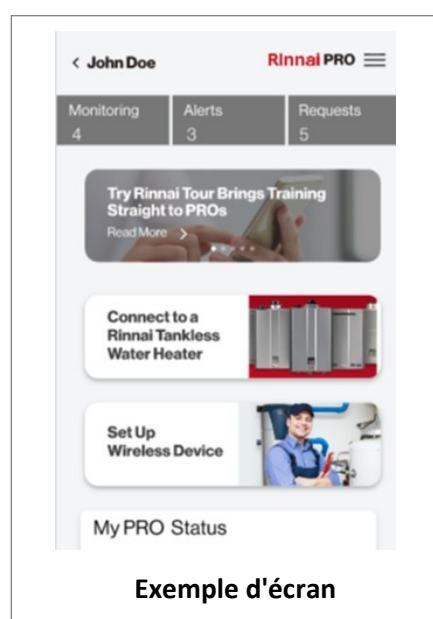 < John Doe
Rinnai PRO
Monitoring
4
Alerts
3
Requests
5
Try Rinnai Tour Brings Training
Straight to PROs
Read More >
Connect to a
Rinnai Tankless
Water Heater
Set Up
Wireless Device
My PRO Status
Exemple d'écran